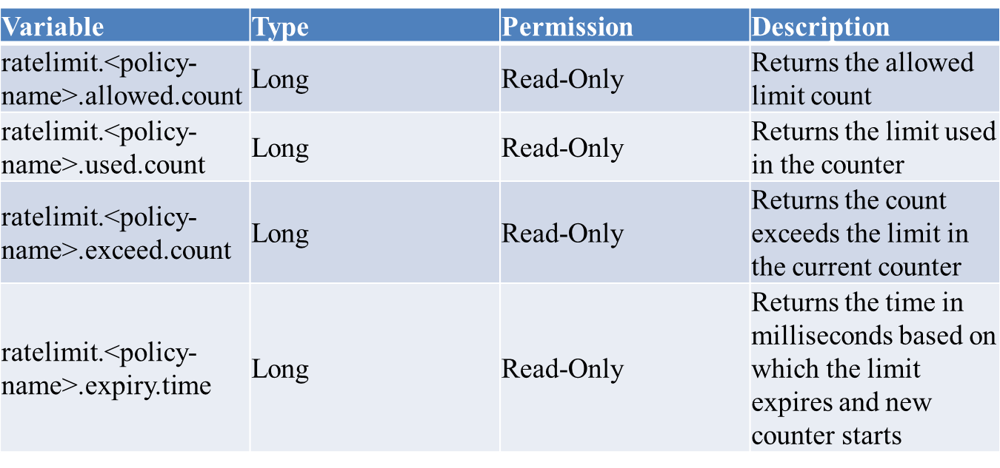 Variable Type Permission Description
ratelimit.<policy-
name>.allowed.count
Long
Read-Only
Returns the allowed
limit count
ratelimit.<policy-
name>.used.count
Long
Read-Only
Returns the limit used
in the counter
ratelimit.<policy-
name>.exceed.count
Long
Read-Only
Returns the count
exceeds the limit in
the current counter
ratelimit.<policy-
name>.expiry.time
Long
Read-Only
Returns the time in
milliseconds based on
which the limit
expires and new
counter starts